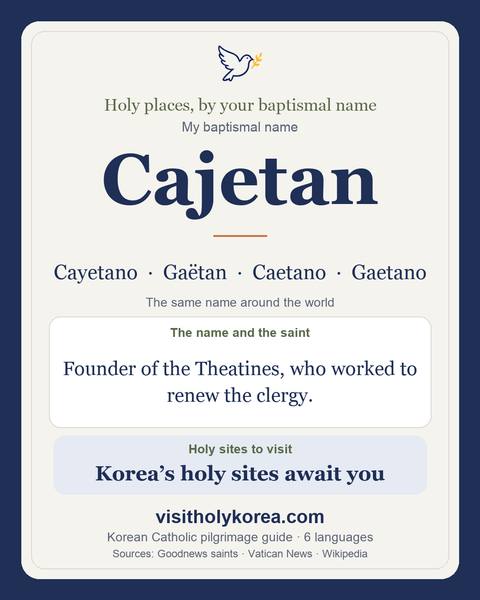 Holy places, by your baptismal name
My baptismal name
Cajetan
Cayetano · Gaëtan · Caetano · Gaetano
The same name around the world
The name and the saint
Founder of the Theatines, who worked to
renew the clergy.
Holy sites to visit
Korea’s holy sites await you
visitholykorea.com
Korean Catholic pilgrimage guide · 6 languages
Sources: Goodnews saints · Vatican News · Wikipedia